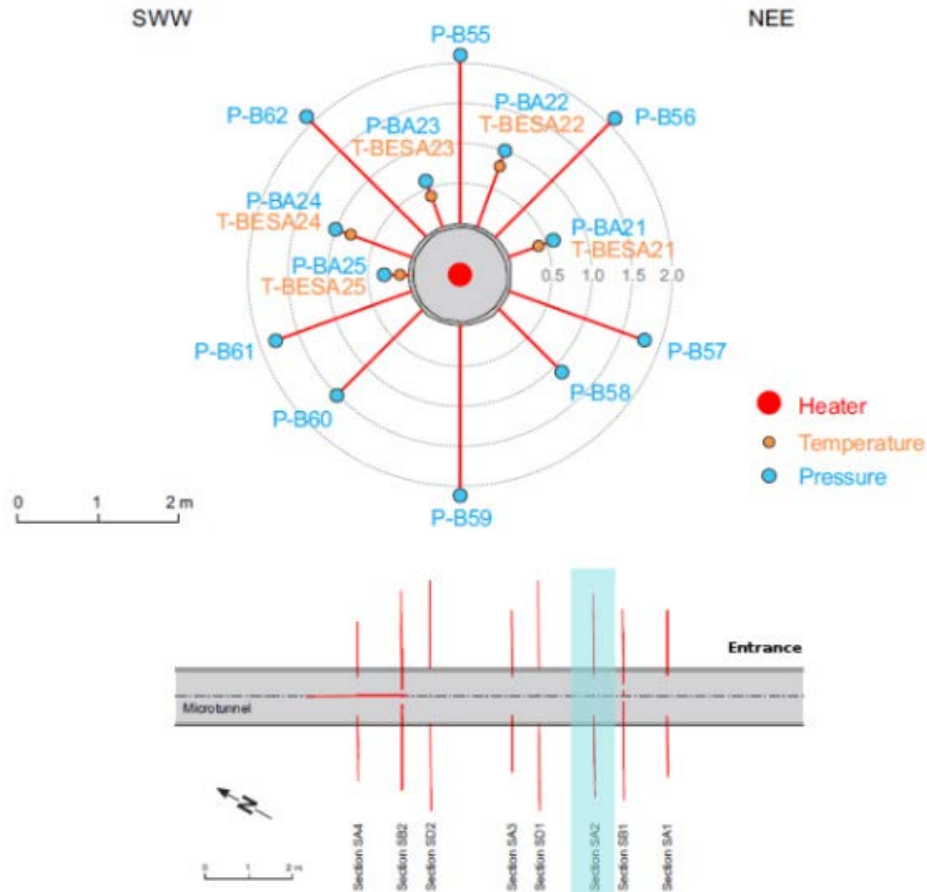 SWW
NEE
P-B55
P-B62
P-BA23
T-BESA23
P-BA22
T-BESA22
P-B56
P-BA24
T-BESA24
P-BA21
T-BESA21
P-BA25
T-BESA25
0.5 1.0 1.5 2.0
P-B61
P-B57
P-B60
P-B58
P-B59
Heater
Temperature
Pressure
0 1 2 m
Entrance
Microtunnel
N
0 1 2 m
Section SA4
Section SB2
Section SD2
Section SA3
Section SD1
Section SA2
Section SB1
Section SA1